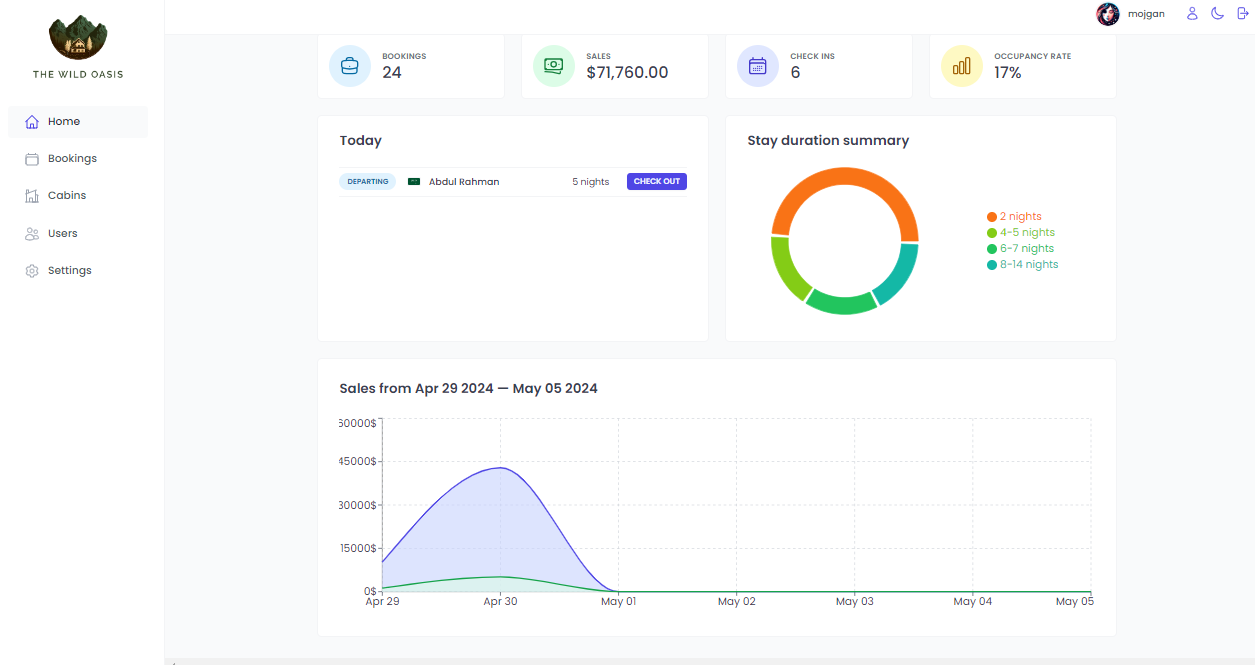 mojgan
THE WILD OASIS
Home
Bookings
Cabins
Users
Settings
BOOKINGS
24
SALES
$71,760.00
CHECK INS
6
OCCUPANCY RATE
17%
Today
DEPARTING Abdul Rahman 5 nights CHECK OUT
Stay duration summary
2 nights
4-5 nights
6-7 nights
8-14 nights
Sales from Apr 29 2024 — May 05 2024
60000$
45000$
30000$
15000$
0$
Apr 29 Apr 30 May 01 May 02 May 03 May 04 May 05